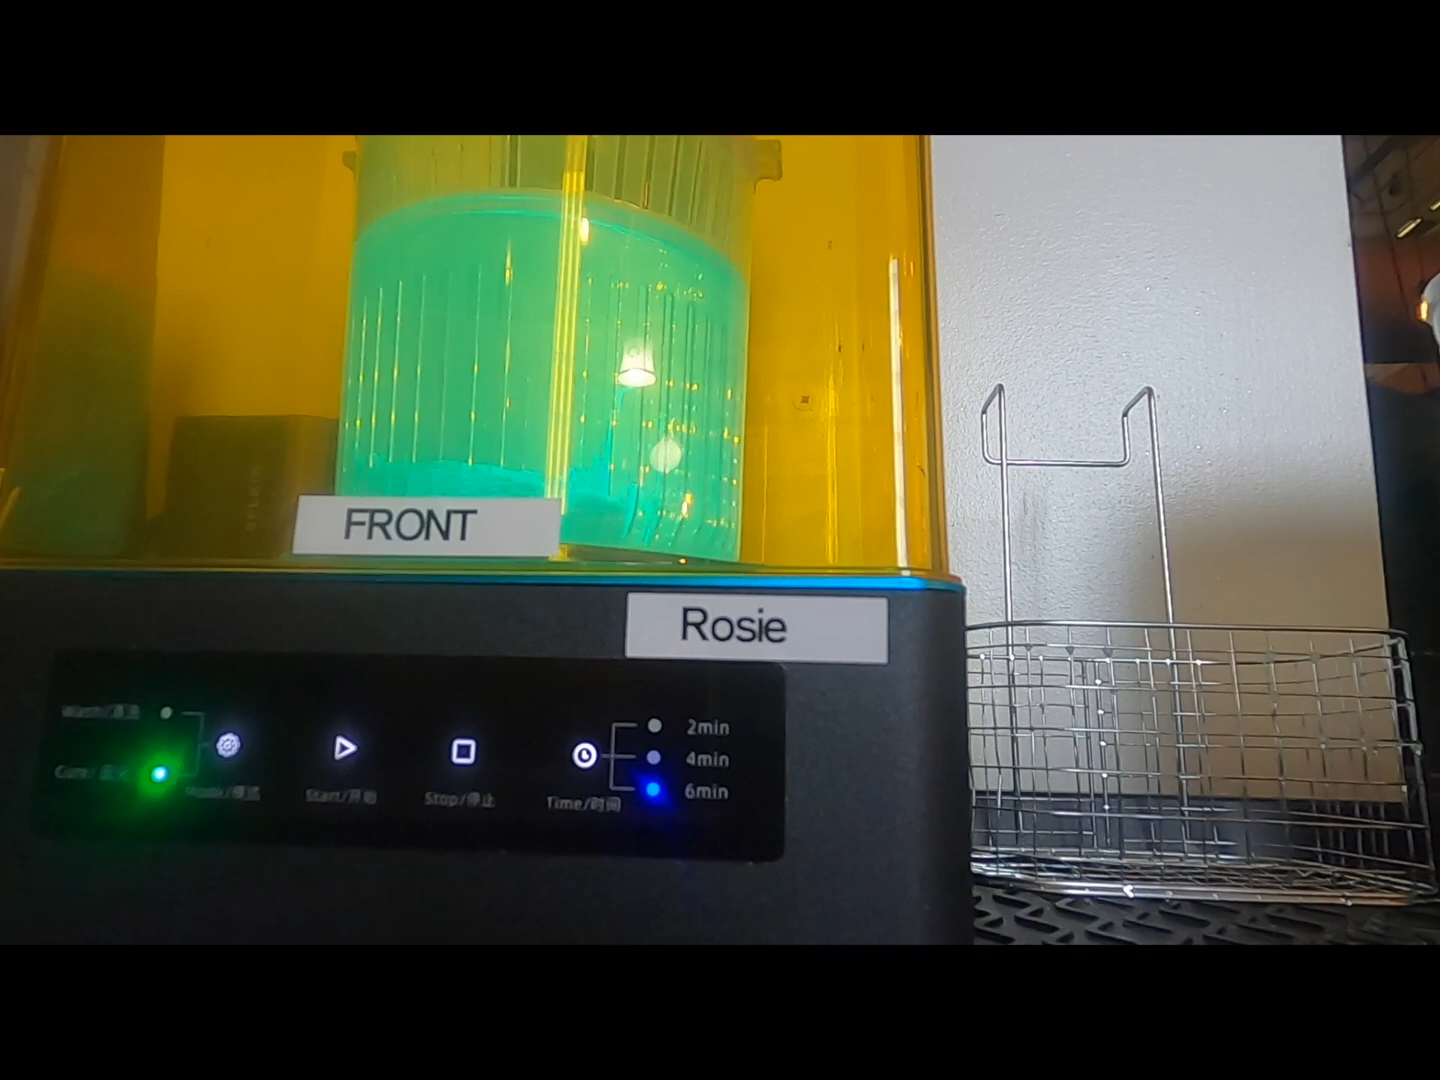 FRONT
Rosie
Wash/清洗
2min
4min
6min
Cure/
Mode/模式
Start/开始
Stop/停止
Time/时间